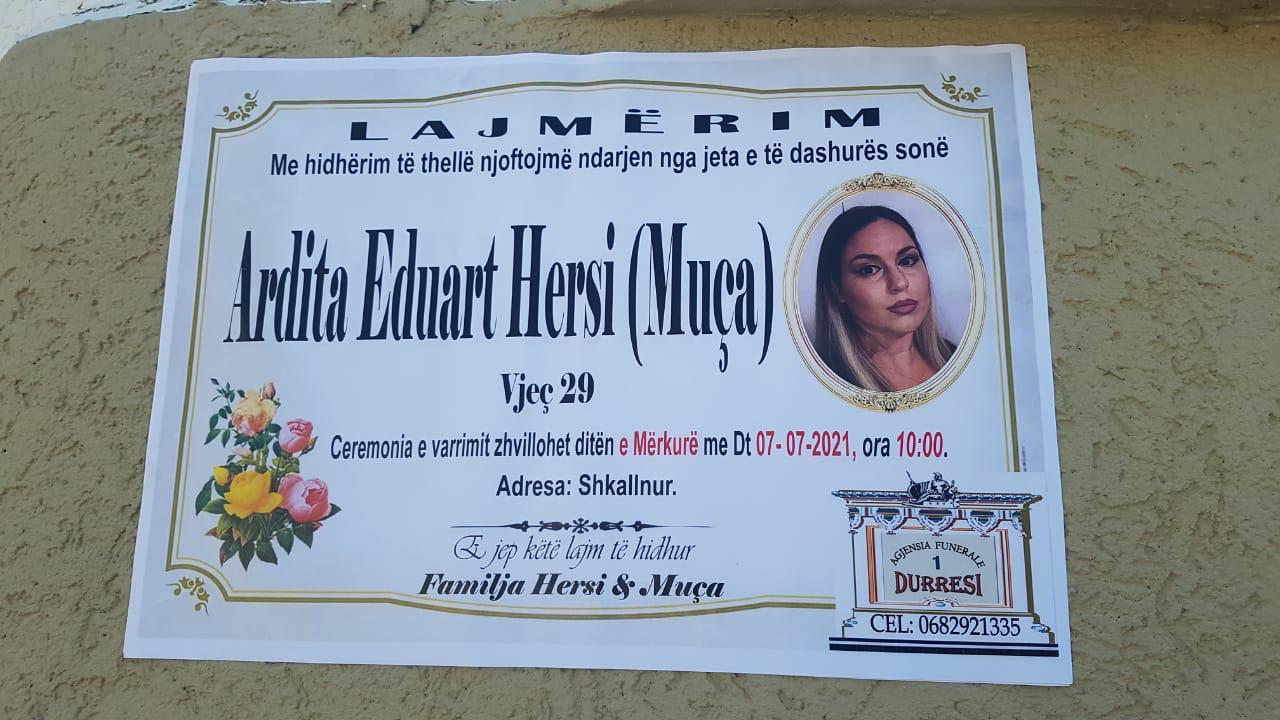 LAJMËRIM
Me hidhërim të thellë njoftojmë ndarjen nga jeta e të dashurës sonë
Ardita Eduart Hersi (Muça)
Vjeç 29
Ceremonia e varrimit zhvillohet ditën e Mërkurë me Dt 07- 07-2021, ora 10:00.
Adresa: Shkallnur.
E jep këtë lajm të hidhur
Familja Hersi & Muça
AGJENSIA FUNERALE
1
DURRESI
CEL: 0682921335